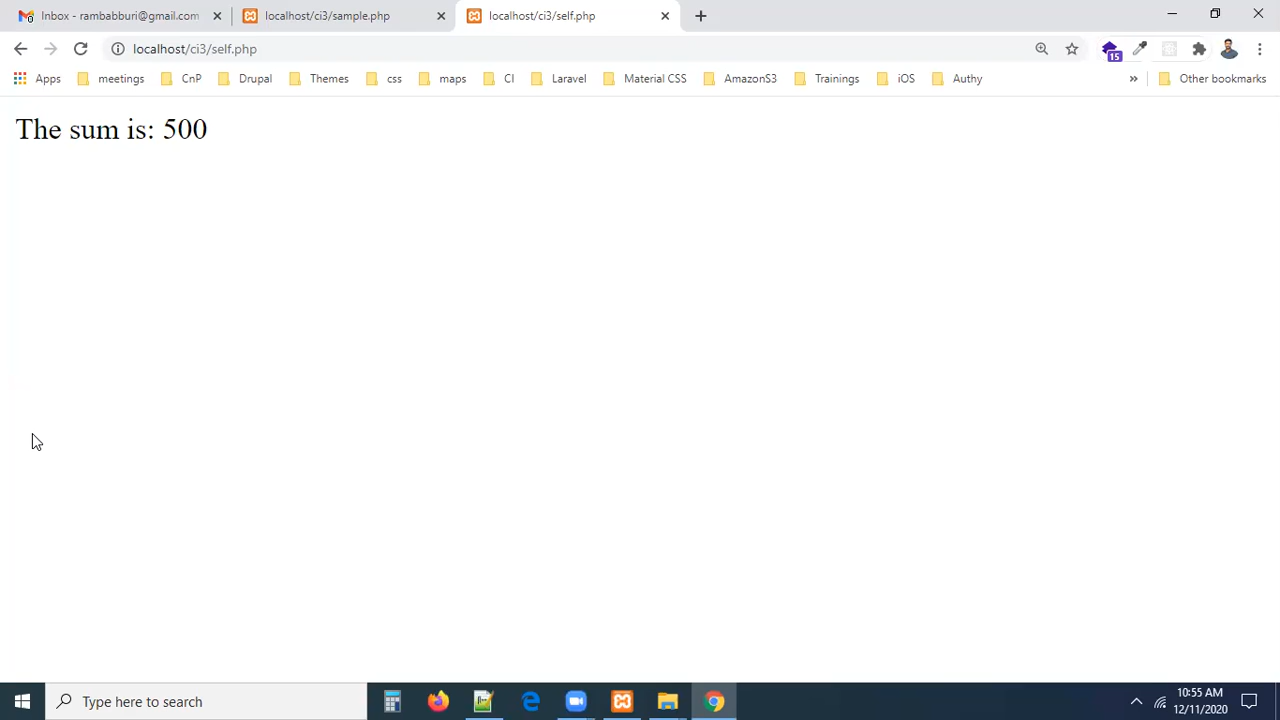 Inbox - rambabburi@gmail.com
localhost/ci3/sample.php
localhost/ci3/self.php
localhost/ci3/self.php
15
Apps meetings CnP Drupal Themes css maps CI Laravel Material CSS AmazonS3 Trainings iOS Authy » Other bookmarks
The sum is: 500
Type here to search
10:55 AM
12/11/2020